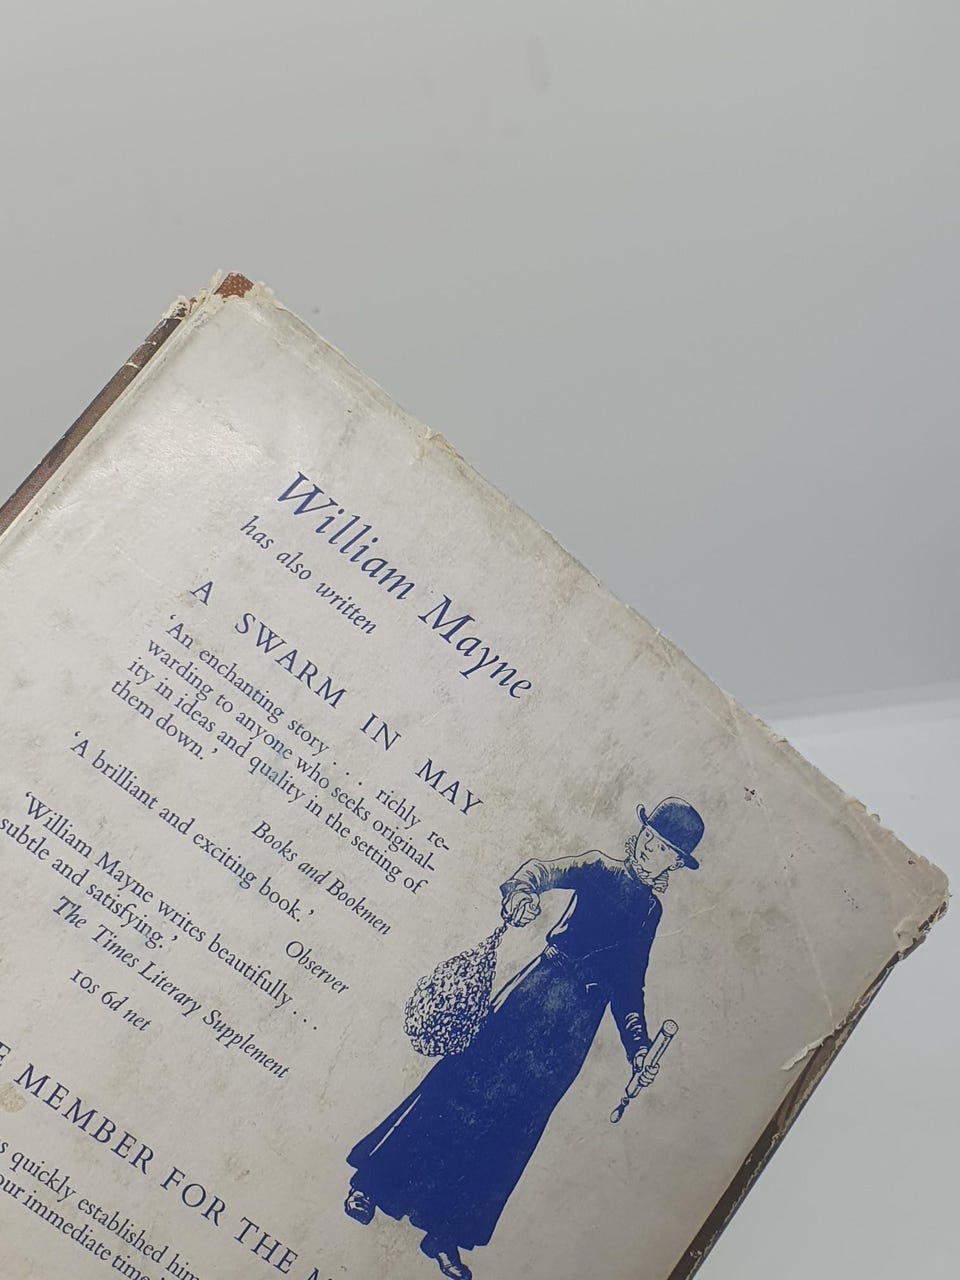 William Mayne
has also written
A SWARM IN MAY
'An enchanting story . . . richly re-
warding to anyone who seeks original-
ity in ideas and quality in the setting of
them down.'
Books and Bookmen
'A brilliant and exciting book.'
Observer
'William Mayne writes beautifully . . .
subtle and satisfying.'
The Times Literary Supplement
10s 6d net
MEMBER FOR THE
quickly established
our immediate